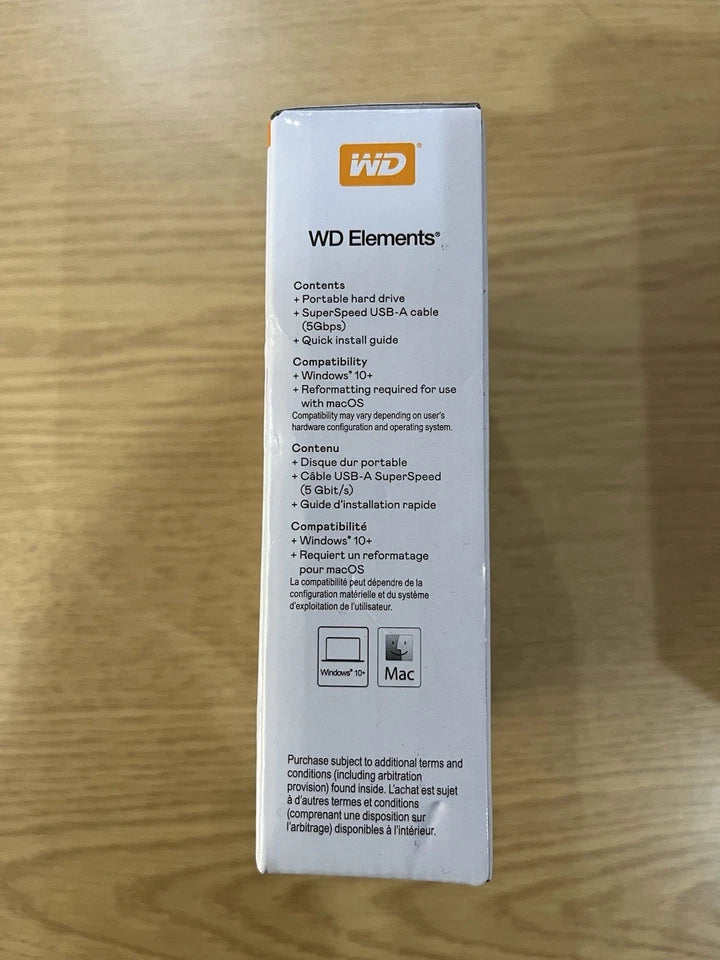 WD®
WD Elements®
Contents
+ Portable hard drive
+ SuperSpeed USB-A cable
(5Gbps)
+ Quick install guide
Compatibility
+ Windows® 10+
+ Reformatting required for use
with macOS
Compatibility may vary depending on user's
hardware configuration and operating system.
Contenu
+ Disque dur portable
+ Câble USB-A SuperSpeed
(5 Gbit/s)
+ Guide d'installation rapide
Compatibilité
+ Windows® 10+
+ Requiert un reformatage
pour macOS
La compatibilité peut dépendre de la
configuration matérielle et du système
d'exploitation de l'utilisateur.
Windows® 10+
Mac
Purchase subject to additional terms and
conditions (including arbitration
provision) found inside. L'achat est sujet
à d'autres termes et conditions
(comprenant une disposition sur
l'arbitrage) disponibles à l'intérieur.